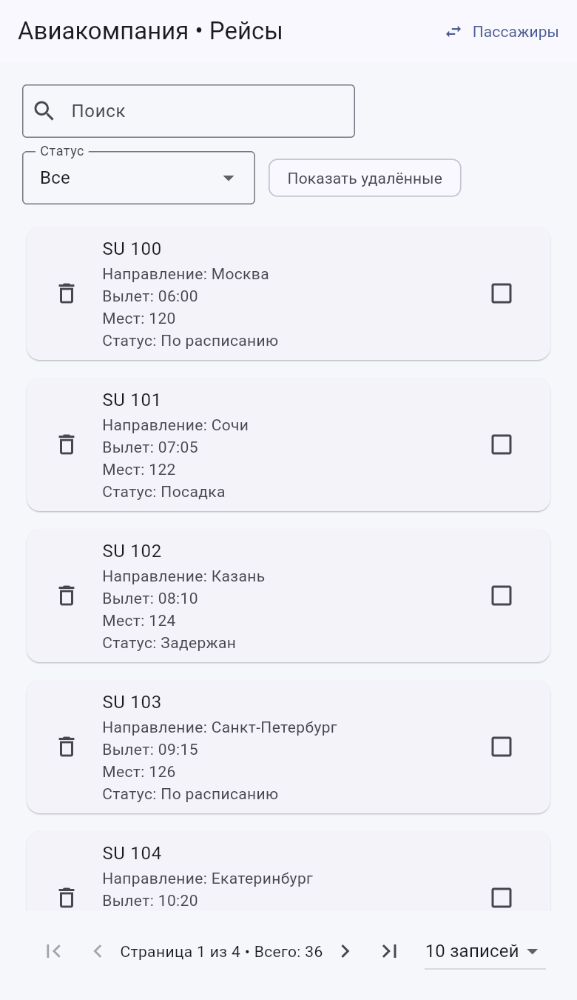 Авиакомпания • Рейсы
Пассажиры
Поиск
Статус
Все
Показать удалённые
SU 100
Направление: Москва
Вылет: 06:00
Мест: 120
Статус: По расписанию
SU 101
Направление: Сочи
Вылет: 07:05
Мест: 122
Статус: Посадка
SU 102
Направление: Казань
Вылет: 08:10
Мест: 124
Статус: Задержан
SU 103
Направление: Санкт-Петербург
Вылет: 09:15
Мест: 126
Статус: По расписанию
SU 104
Направление: Екатеринбург
Вылет: 10:20
Страница 1 из 4 • Всего: 36
10 записей